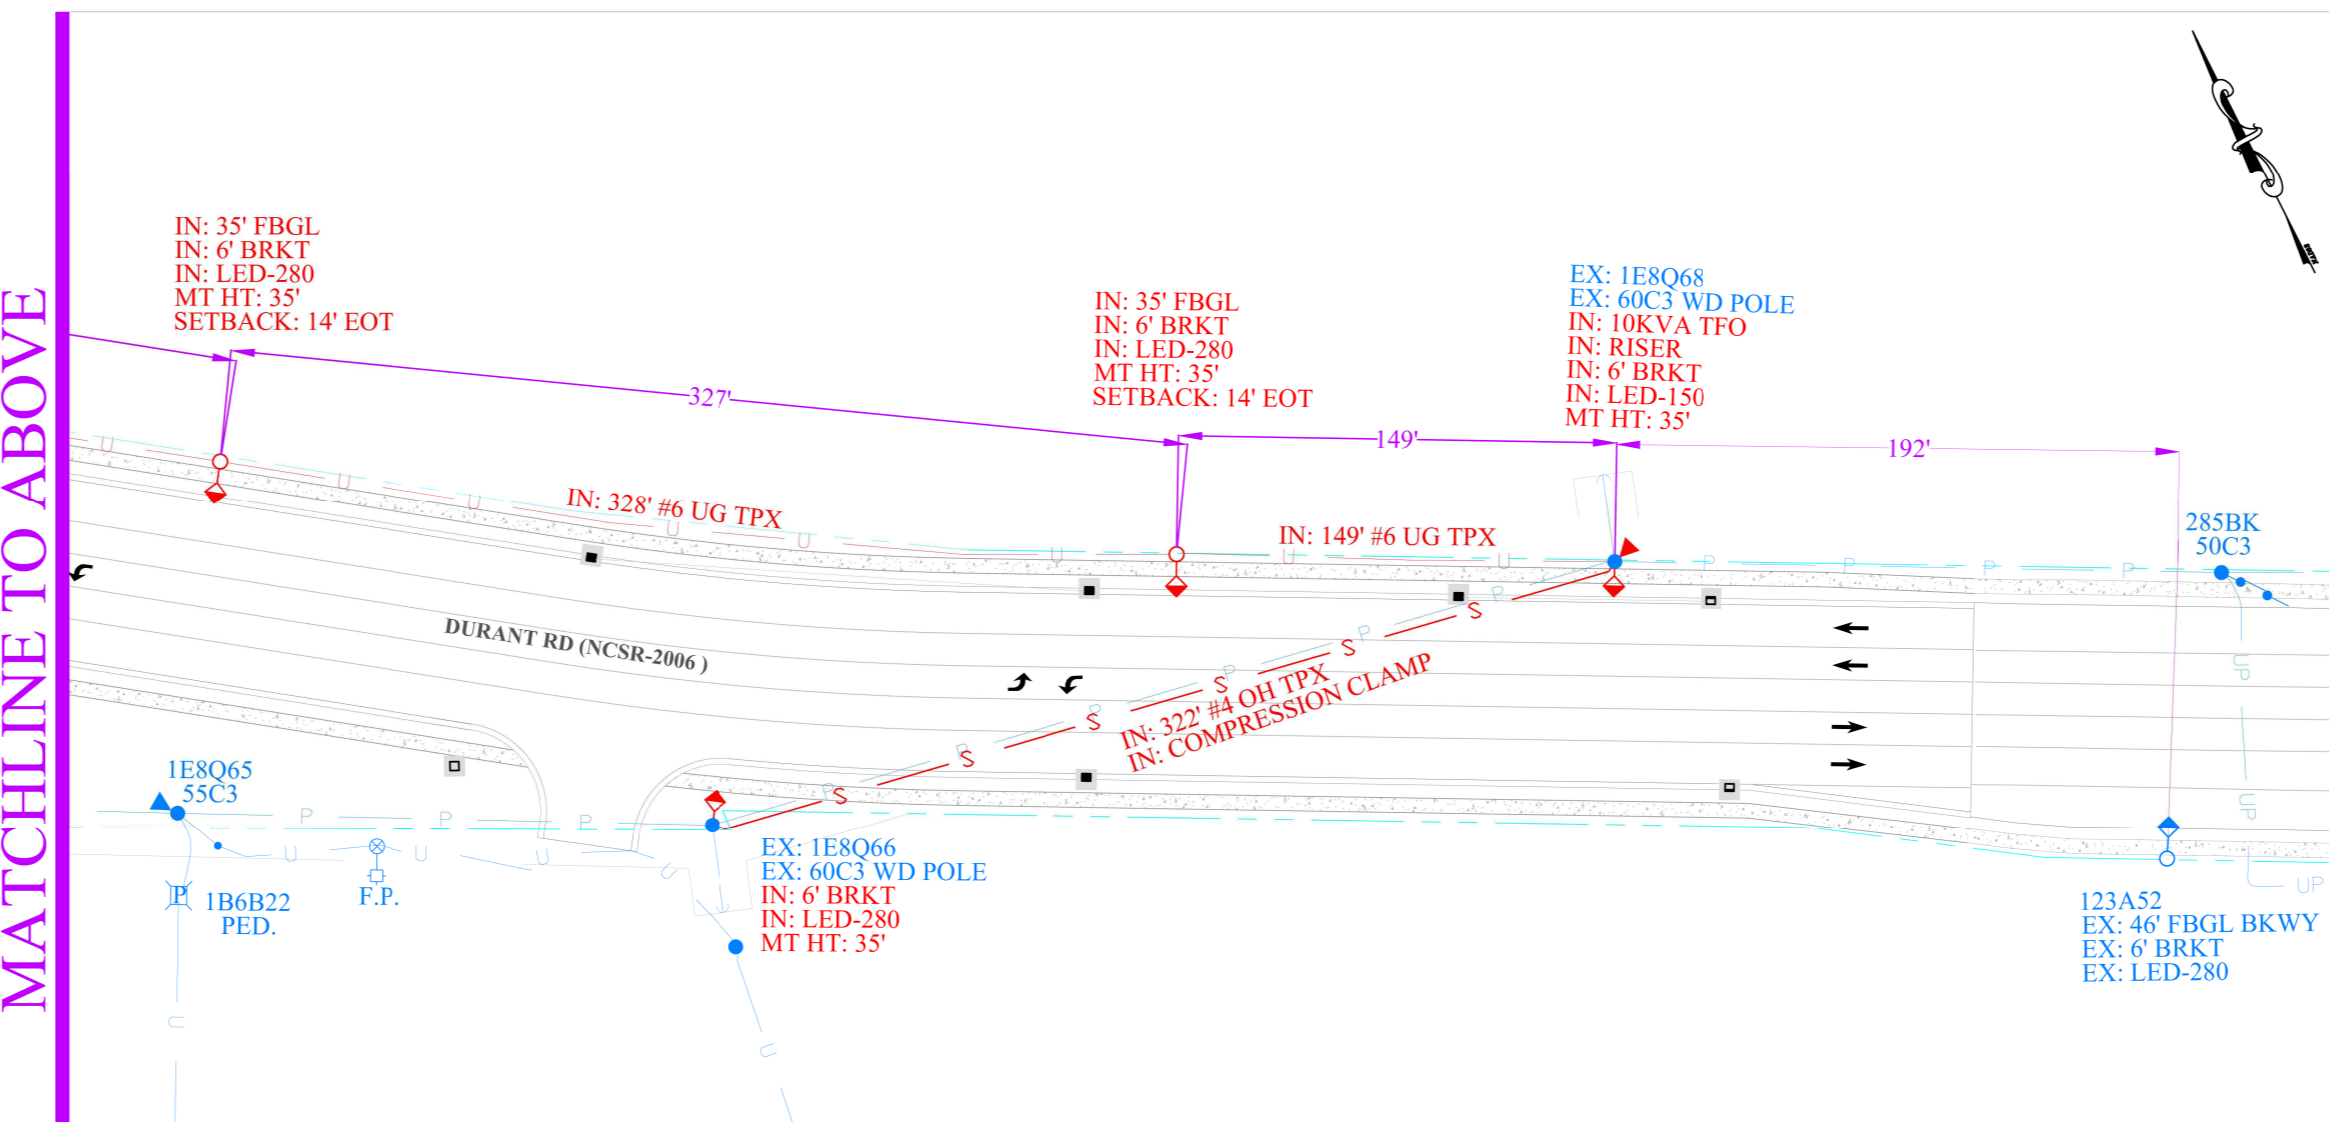 MATCHLINE TO ABOVE
IN: 35' FBGL
IN: 6' BRKT
IN: LED-280
MT HT: 35'
SETBACK: 14' EOT
327'
IN: 35' FBGL
IN: 6' BRKT
IN: LED-280
MT HT: 35'
SETBACK: 14' EOT
149'
EX: 1E8Q68
EX: 60C3 WD POLE
IN: 10KVA TFO
IN: RISER
IN: 6' BRKT
IN: LED-150
MT HT: 35'
192'
285BK
50C3
U
U
U
IN: 328' #6 UG TPX
U
U
U
IN: 149' #6 UG TPX
U
U
P
P
P
P
DURANT RD (NCSR-2006 )
P
S
P
S
P
S
P
S
P
S
P
S
IN: 322' #4 OH TPX
IN: COMPRESSION CLAMP
UP
UP
UP
1E8Q65
55C3
P
P
P
U
U
U
U
P
1B6B22
PED.
F.P.
U
U
EX: 1E8Q66
EX: 60C3 WD POLE
IN: 6' BRKT
IN: LED-280
MT HT: 35'
123A52
EX: 46' FBGL BKWY
EX: 6' BRKT
EX: LED-280